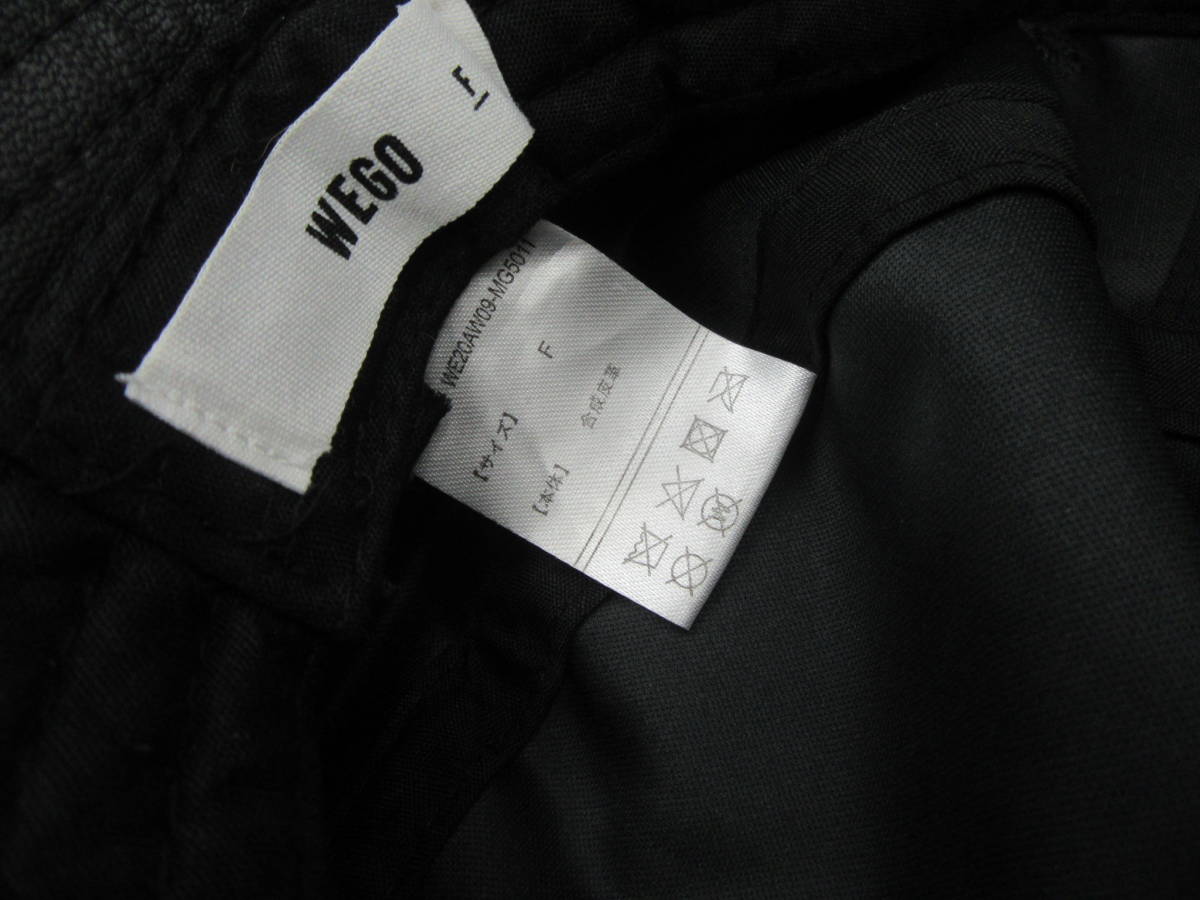 WEGO
F
WE20AW09-MG5011
【サイズ】 F
【本体】 合成皮革